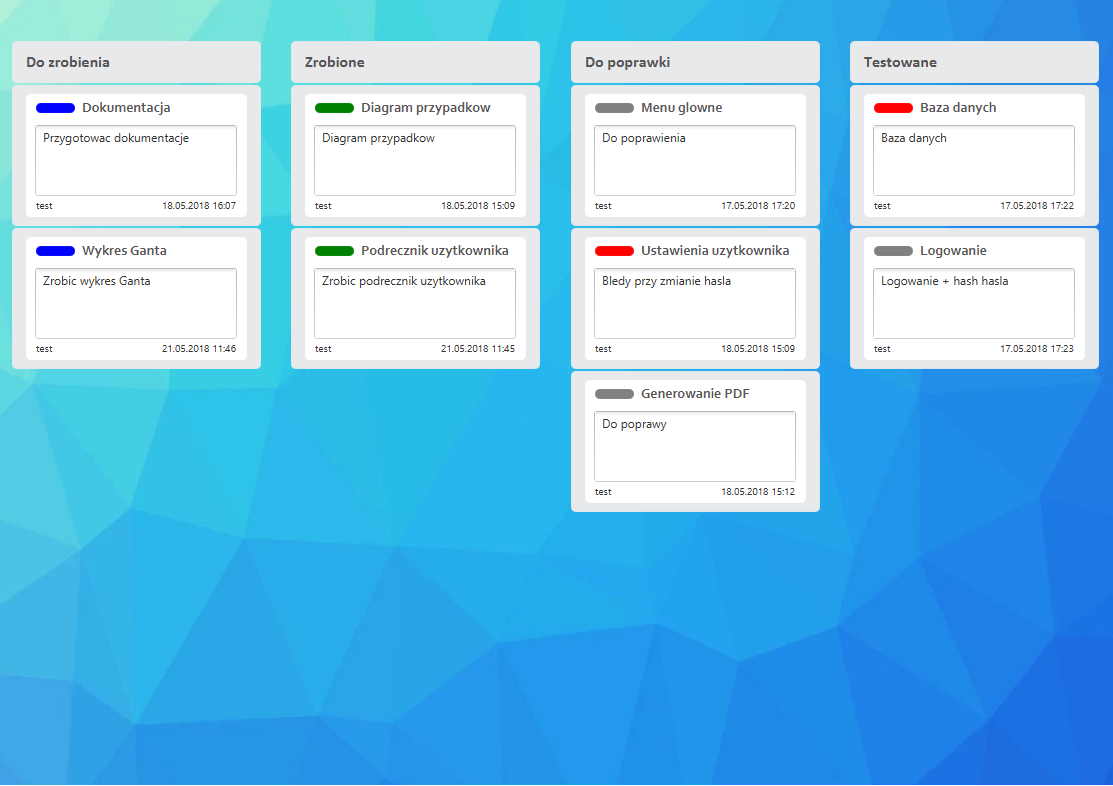 Do zrobienia
Dokumentacja
Przygotowac dokumentacje
test 18.05.2018 16:07
Wykres Ganta
Zrobic wykres Ganta
test 21.05.2018 11:46
Zrobione
Diagram przypadkow
Diagram przypadkow
test 18.05.2018 15:09
Podrecznik uzytkownika
Zrobic podrecznik uzytkownika
test 21.05.2018 11:45
Do poprawki
Menu glowne
Do poprawienia
test 17.05.2018 17:20
Ustawienia uzytkownika
Bledy przy zmianie hasla
test 18.05.2018 15:09
Generowanie PDF
Do poprawy
test 18.05.2018 15:12
Testowane
Baza danych
Baza danych
test 17.05.2018 17:22
Logowanie
Logowanie + hash hasla
test 17.05.2018 17:23